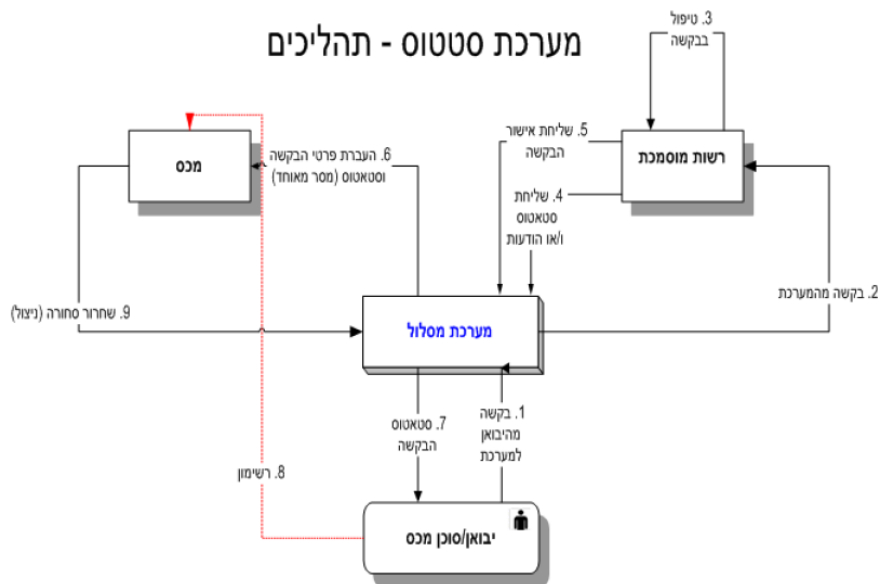 מערכת סטטוס - תהליכים
3. טיפול
בבקשה
רשות מוסמכת
5. שליחת אישור
הבקשה
4. שליחת
סטאטוס
ו/או הודעות
מכס
6. העברת פרטי הבקשה
וסטאטוס (מסר מאוחד)
2. בקשה מהמערכת
9. שחרור סחורה (ניצול)
מערכת מסלול
1. בקשה
מהיבואן
למערכת
7. סטאטוס
הבקשה
8. רשימון
יבואן/סוכן מכס